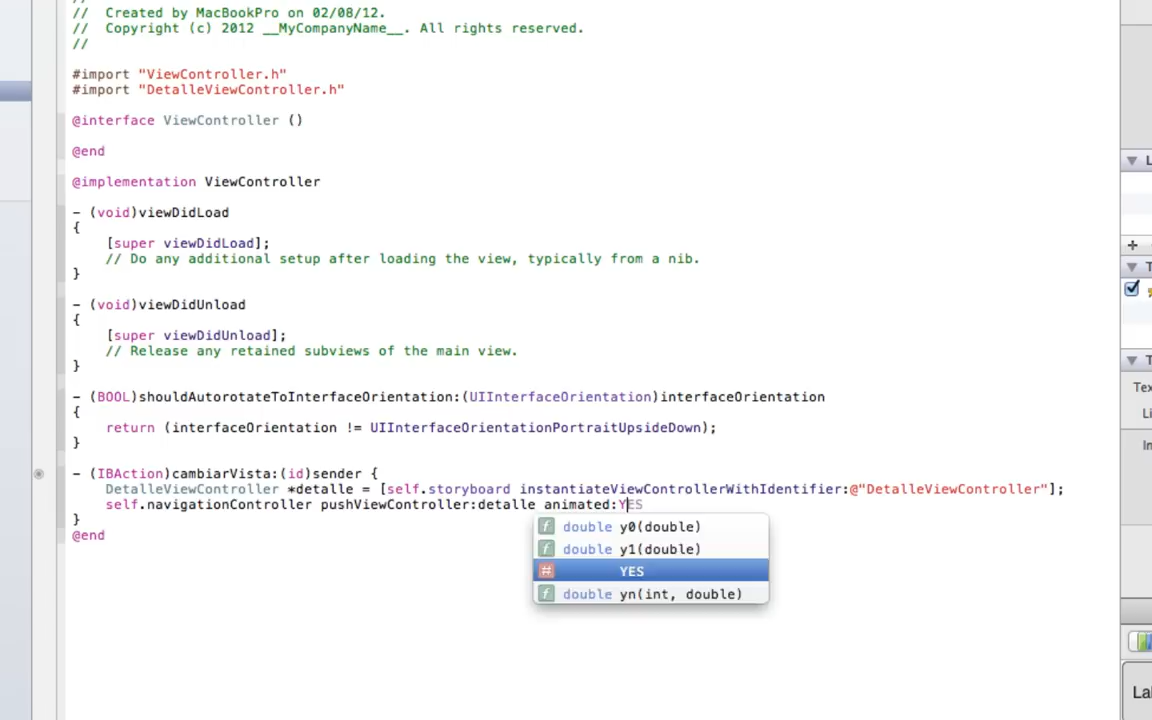 //  Created by MacBookPro on 02/08/12.
//  Copyright (c) 2012 __MyCompanyName__. All rights reserved.
//
#import "ViewController.h"
#import "DetalleViewController.h"
@interface ViewController ()
@end
@implementation ViewController
- (void)viewDidLoad
{
[super viewDidLoad];
// Do any additional setup after loading the view, typically from a nib.
}
- (void)viewDidUnload
{
[super viewDidUnload];
// Release any retained subviews of the main view.
}
- (BOOL)shouldAutorotateToInterfaceOrientation:(UIInterfaceOrientation)interfaceOrientation
{
return (interfaceOrientation != UIInterfaceOrientationPortraitUpsideDown);
}
- (IBAction)cambiarVista:(id)sender {
DetalleViewController *detalle = [self.storyboard instantiateViewControllerWithIdentifier:@"DetalleViewController"];
self.navigationController pushViewController:detalle animated:YES
}
@end
f double y0(double)
f double y1(double)
# YES
f double yn(int, double)
L
T
T
Tex
Li
In
Lal